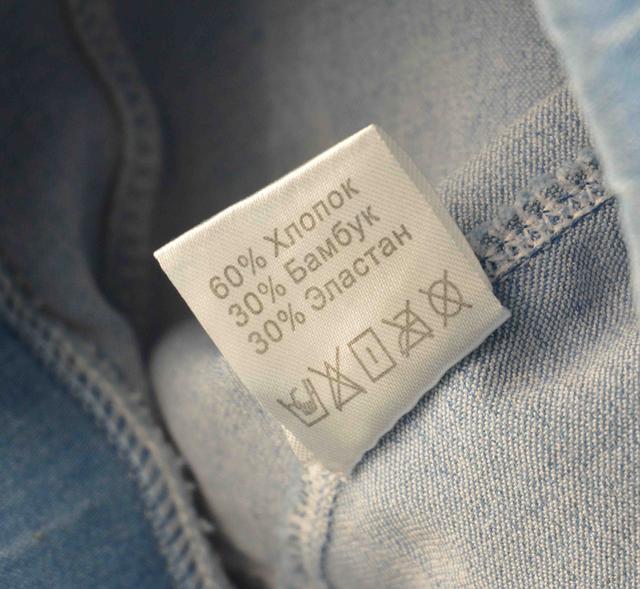 60% Хлопок
30% Бамбук
30% Эластан